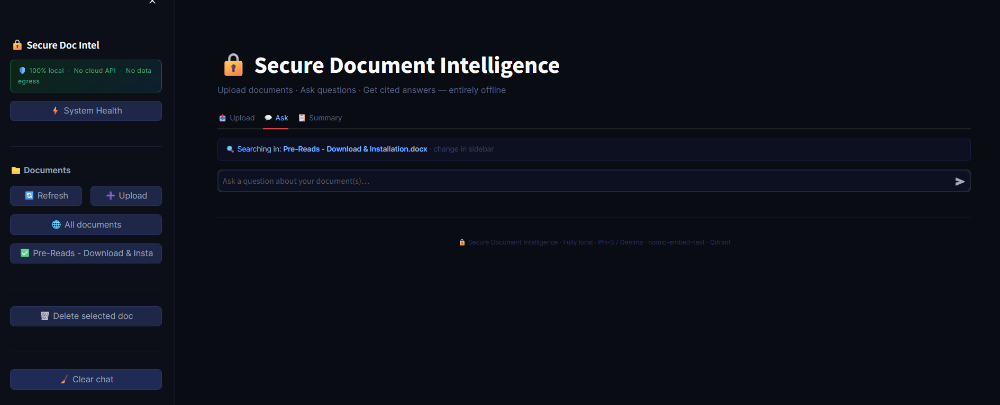 Secure Doc Intel
100% local · No cloud API · No data
egress
System Health
Documents
Refresh
Upload
All documents
Pre-Reads - Download & Insta
Delete selected doc
Clear chat
Secure Document Intelligence
Upload documents · Ask questions · Get cited answers — entirely offline
Upload
Ask
Summary
Searching in: Pre-Reads - Download & Installation.docx · change in sidebar
Ask a question about your document(s)...
Secure Document Intelligence · Fully local · Phi-3 / Gemma · nomic-embed-text · Qdrant